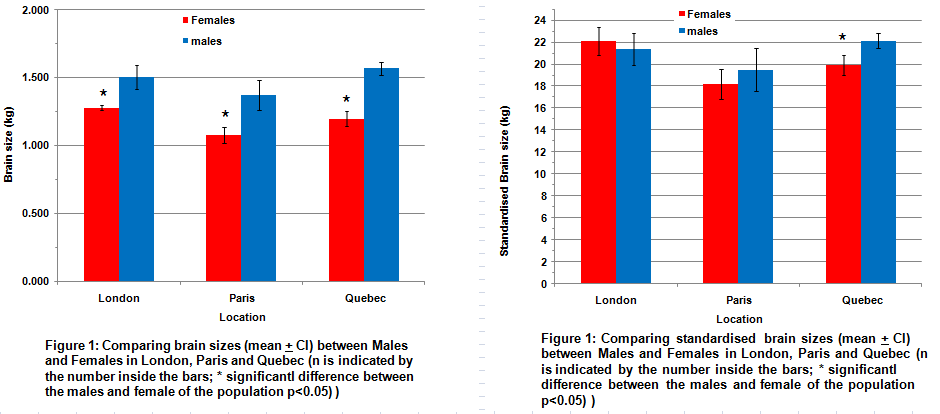 2.000
1.500
1.000
0.500
0.000
Brain size (kg)
Females
males
*
*
*
London Paris Quebec
Location
Figure 1: Comparing brain sizes (mean + CI) between Males
and Females in London, Paris and Quebec (n is indicated by
the number inside the bars; * significantl difference between
the males and female of the population p<0.05) )
24
22
20
18
16
14
12
10
8
6
4
2
0
Standardised Brain size (kg)
Females
males
*
London Paris Quebec
Location
Figure 1: Comparing standardised brain sizes (mean + CI)
between Males and Females in London, Paris and Quebec (n
is indicated by the number inside the bars; * significantl
difference between the males and female of the population
p<0.05) )